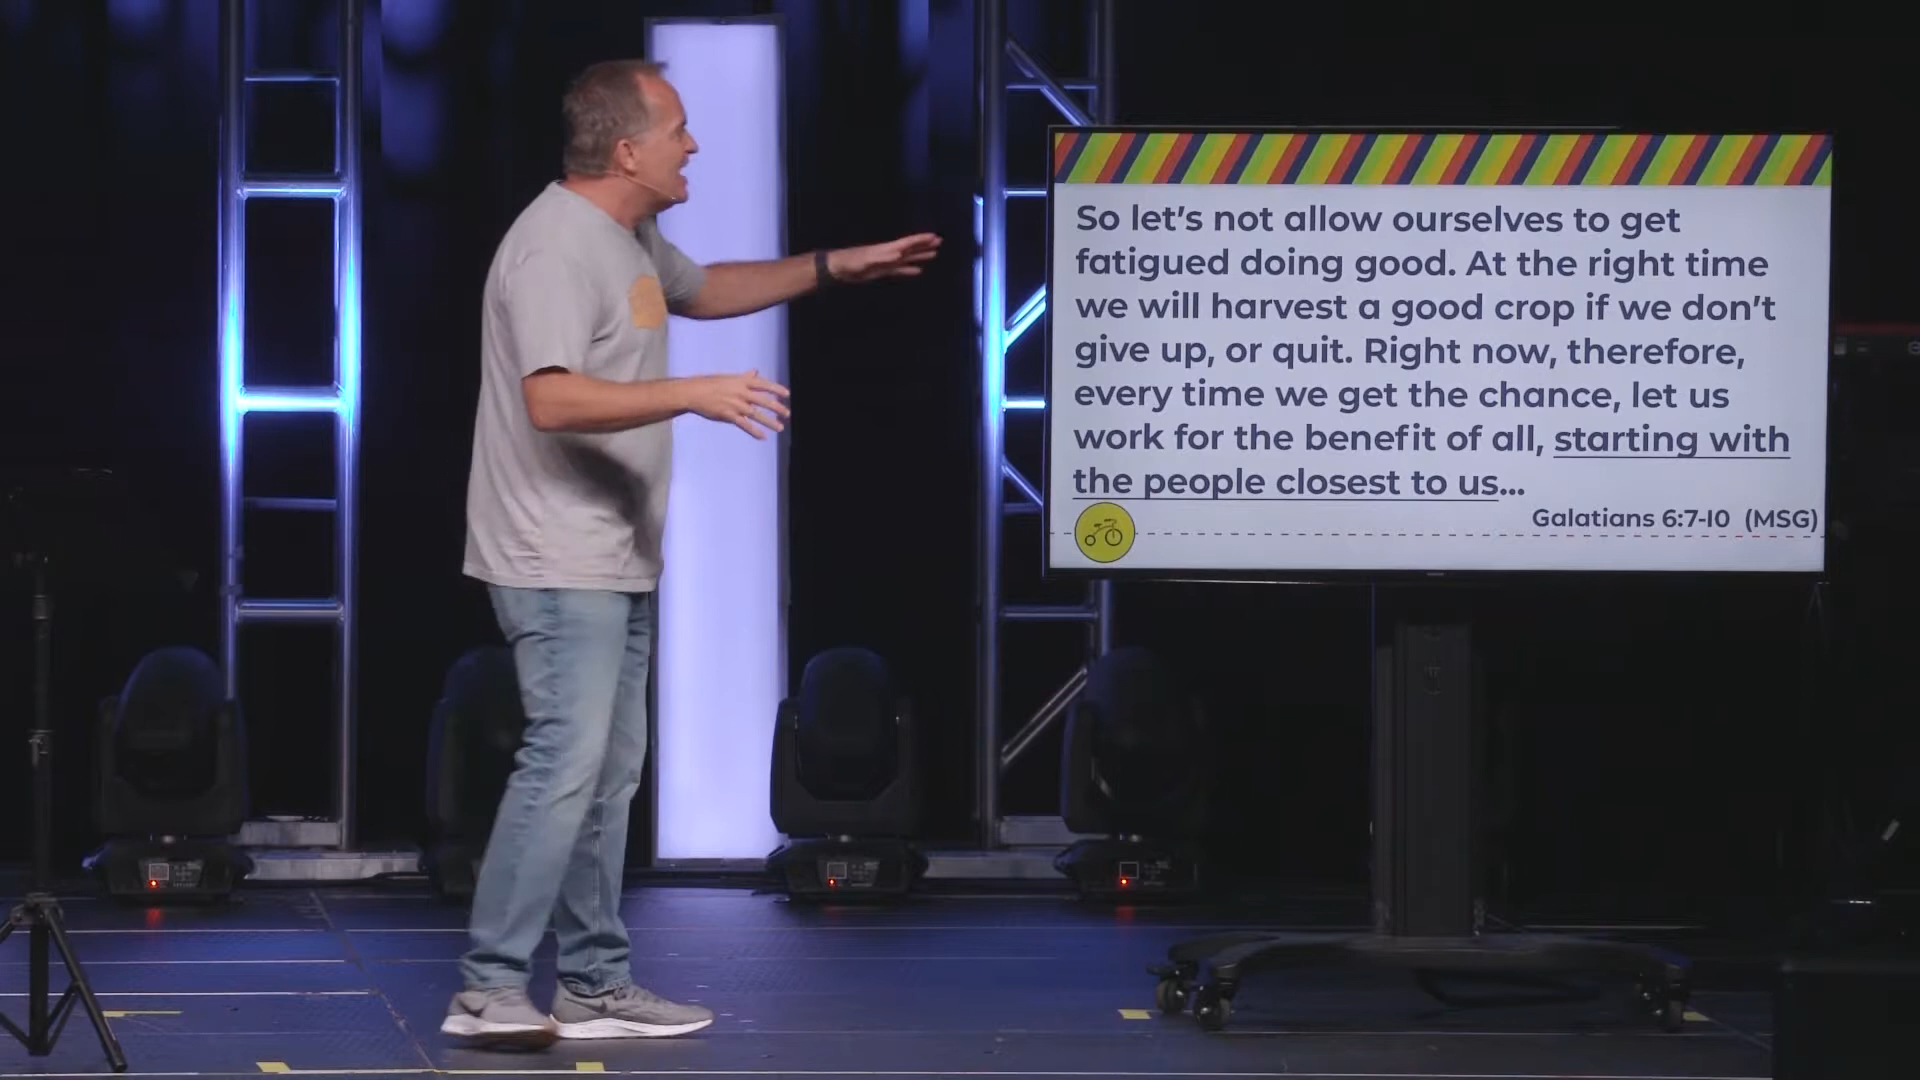 So let's not allow ourselves to get
fatigued doing good. At the right time
we will harvest a good crop if we don't
give up, or quit. Right now, therefore,
every time we get the chance, let us
work for the benefit of all, starting with
the people closest to us...
Galatians 6:7-10 (MSG)